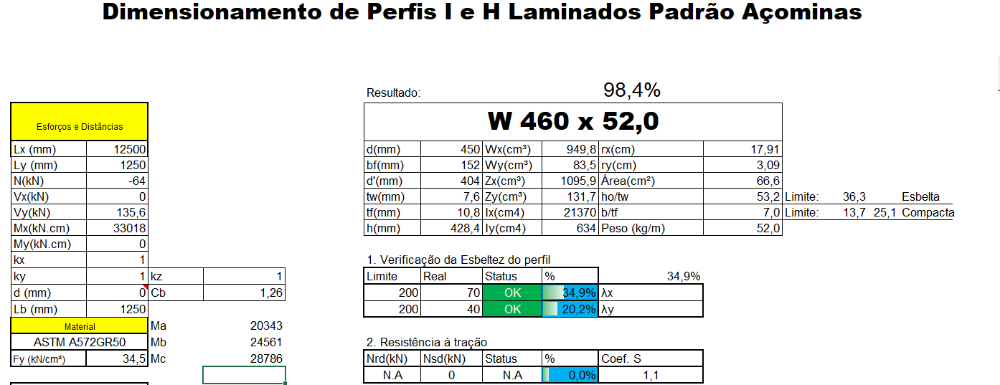 Dimensionamento de Perfis I e H Laminados Padrão Açominas
Resultado: 98,4%
Esforços e Distâncias
W 460 x 52,0
Lx (mm) 12500 d(mm) 450 Wx(cm³) 949,8 rx(cm) 17,91
Ly (mm) 1250 bf(mm) 152 Wy(cm³) 83,5 ry(cm) 3,09
N(kN) -64 d'(mm) 404 Zx(cm³) 1095,9 Área(cm²) 66,6
Vx(kN) 0 tw(mm) 7,6 Zy(cm³) 131,7 ho/tw 53,2 Limite: 36,3 Esbelta
Vy(kN) 135,6 tf(mm) 10,8 Ix(cm4) 21370 b/tf 7,0 Limite: 13,7 25,1 Compacta
Mx(kN.cm) 33018 h(mm) 428,4 Iy(cm4) 634 Peso (kg/m) 52,0
My(kN.cm) 0
kx 1 1. Verificação da Esbeltez do perfil
ky 1 kz 1 Limite Real Status % 34,9%
d (mm) 0 Cb 1,26 200 70 OK 34,9% λx
Lb (mm) 1250 200 40 OK 20,2% λy
Material Ma 20343
ASTM A572GR50 Mb 24561 2. Resistência à tração
Fy (kN/cm²) 34,5 Mc 28786 Nrd(kN) Nsd(kN) Status % Coef. S
N.A 0 N.A 0,0% 1,1